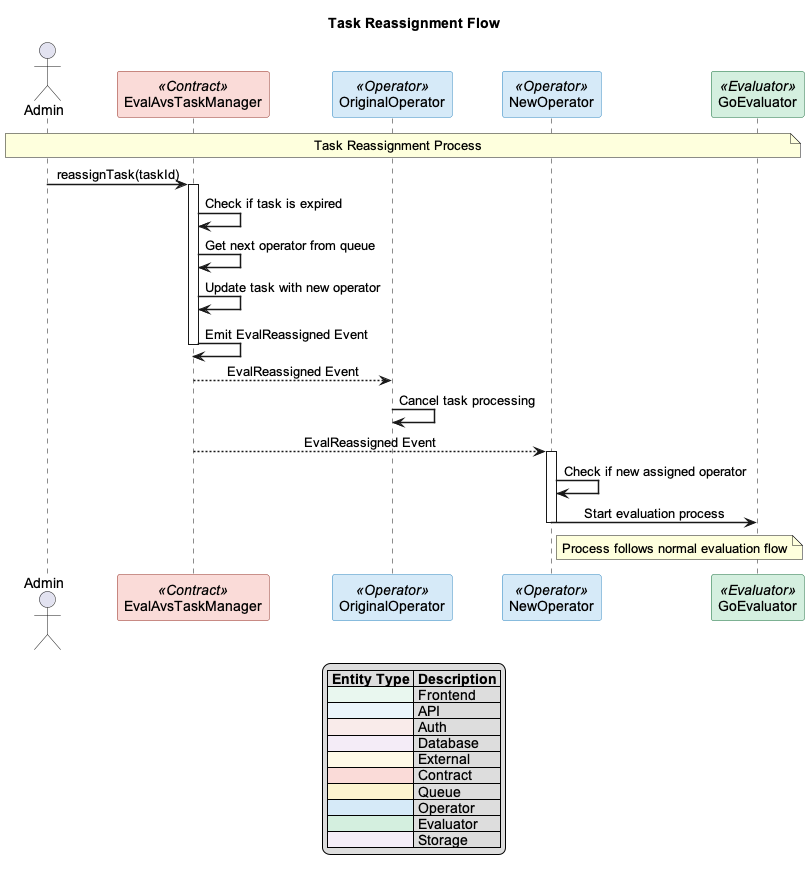 Task Reassignment Flow
Admin
«Contract»
EvalAvsTaskManager
«Operator»
OriginalOperator
«Operator»
NewOperator
«Evaluator»
GoEvaluator
Task Reassignment Process
reassignTask(taskId)
Check if task is expired
Get next operator from queue
Update task with new operator
Emit EvalReassigned Event
EvalReassigned Event
Cancel task processing
EvalReassigned Event
Check if new assigned operator
Start evaluation process
Process follows normal evaluation flow
Admin
«Contract»
EvalAvsTaskManager
«Operator»
OriginalOperator
«Operator»
NewOperator
«Evaluator»
GoEvaluator
Entity Type Description
Frontend
API
Auth
Database
External
Contract
Queue
Operator
Evaluator
Storage